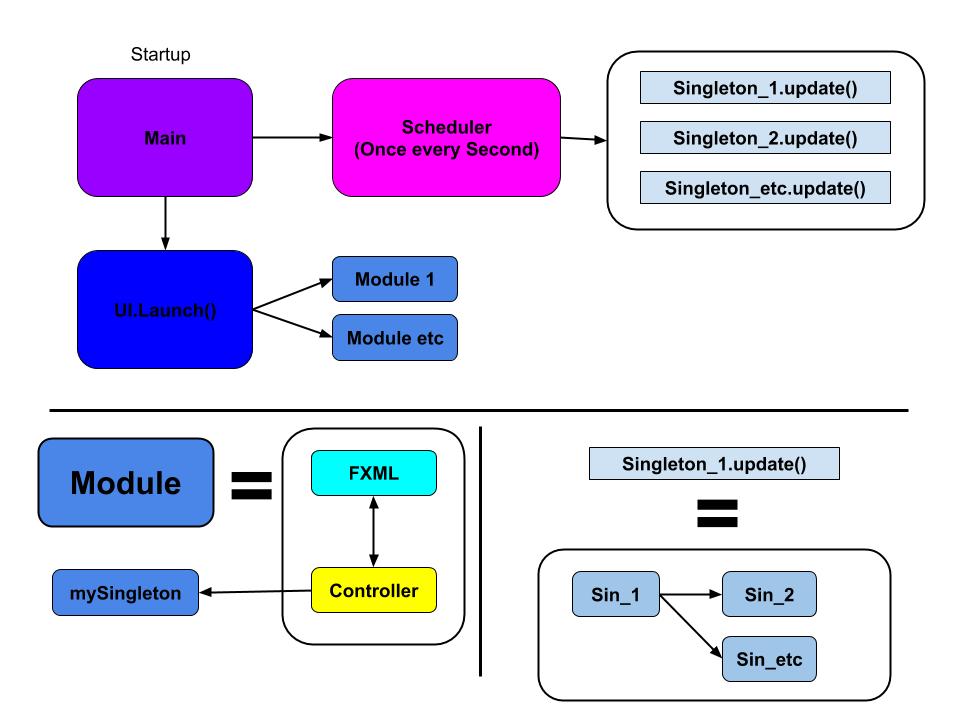 Startup
Main
Scheduler
(Once every Second)
Singleton_1.update()
Singleton_2.update()
Singleton_etc.update()
UI.Launch()
Module 1
Module etc
Module
=
FXML
Controller
mySingleton
Singleton_1.update()
=
Sin_1
Sin_2
Sin_etc